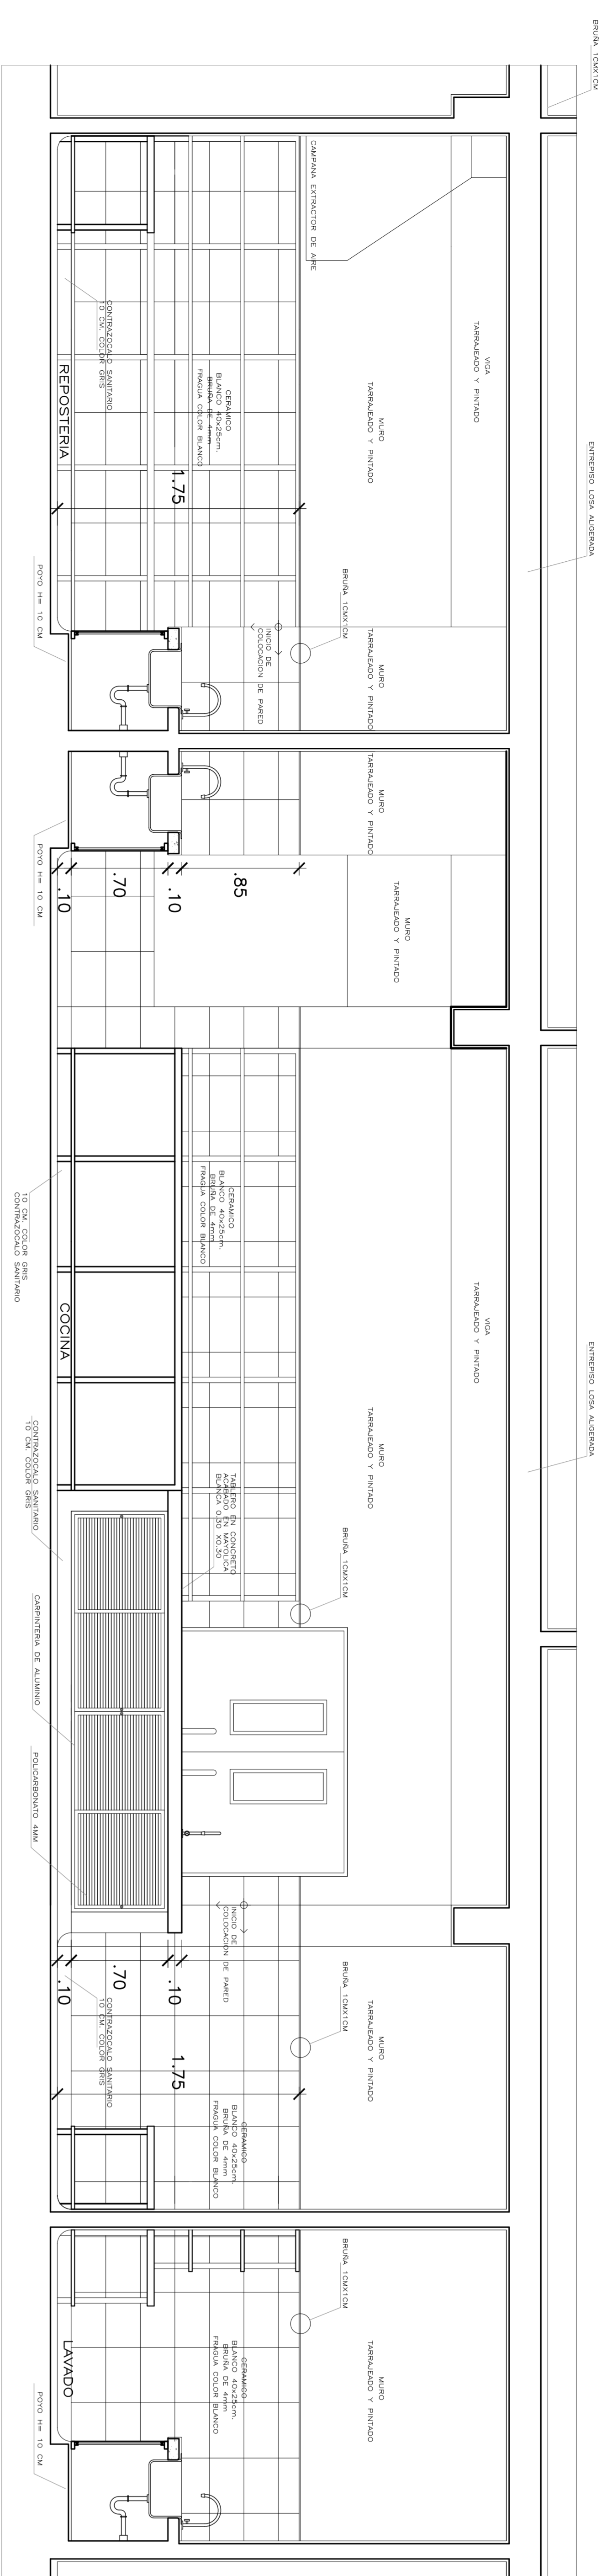 BRUÑA 1CMX1CM
ENTREPISO LOSA ALIGERADA
CAMPANA EXTRACTOR DE AIRE
VIGA
TARRAJEADO Y PINTADO
MURO
TARRAJEADO Y PINTADO
CERAMICO
BLANCO 40x25cm.
BRUÑA DE 4mm
FRAGUA COLOR BLANCO
CONTRAZOCALO SANITARIO
10 CM. COLOR GRIS
REPOSTERIA
1.75
BRUÑA 1CMX1CM
MURO
TARRAJEADO Y PINTADO
INICIO DE
COLOCACION DE PARED
POYO H= 10 CM
MURO
TARRAJEADO Y PINTADO
.85
.10
.70
.10
POYO H= 10 CM
MURO
TARRAJEADO Y PINTADO
CERAMICO
BLANCO 40x25cm.
BRUÑA DE 4mm
FRAGUA COLOR BLANCO
10 CM. COLOR GRIS
CONTRAZOCALO SANITARIO
COCINA
VIGA
TARRAJEADO Y PINTADO
ENTREPISO LOSA ALIGERADA
MURO
TARRAJEADO Y PINTADO
TABLERO EN CONCRETO
ACABADO EN MAYOLICA
BLANCA 0.30 X0.30
BRUÑA 1CMX1CM
CONTRAZOCALO SANITARIO
10 CM. COLOR GRIS
CARPINTERIA DE ALUMINIO
POLICARBONATO 4MM
INICIO DE
COLOCACION DE PARED
BRUÑA 1CMX1CM
MURO
TARRAJEADO Y PINTADO
.10
.70
.10
1.75
CONTRAZOCALO SANITARIO
10 CM. COLOR GRIS
CERAMICO
BLANCO 40x25cm.
BRUÑA DE 4mm
FRAGUA COLOR BLANCO
BRUÑA 1CMX1CM
MURO
TARRAJEADO Y PINTADO
CERAMICO
BLANCO 40x25cm.
BRUÑA DE 4mm
FRAGUA COLOR BLANCO
LAVADO
POYO H= 10 CM